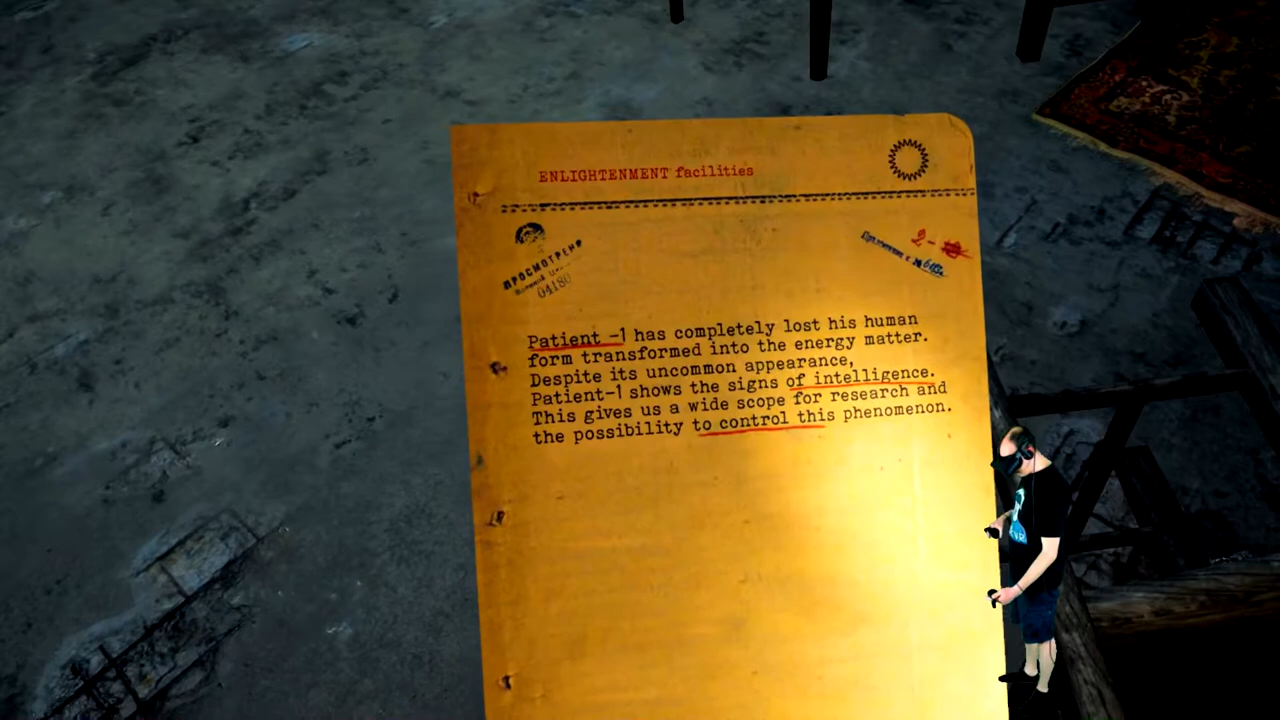 ENLIGHTENMENT facilities
ПРОСМОТРЕНО
04180
2-
Patient -1 has completely lost his human
form transformed into the energy matter.
Despite its uncommon appearance,
Patient-1 shows the signs of intelligence.
This gives us a wide scope for research and
the possibility to control this phenomenon.